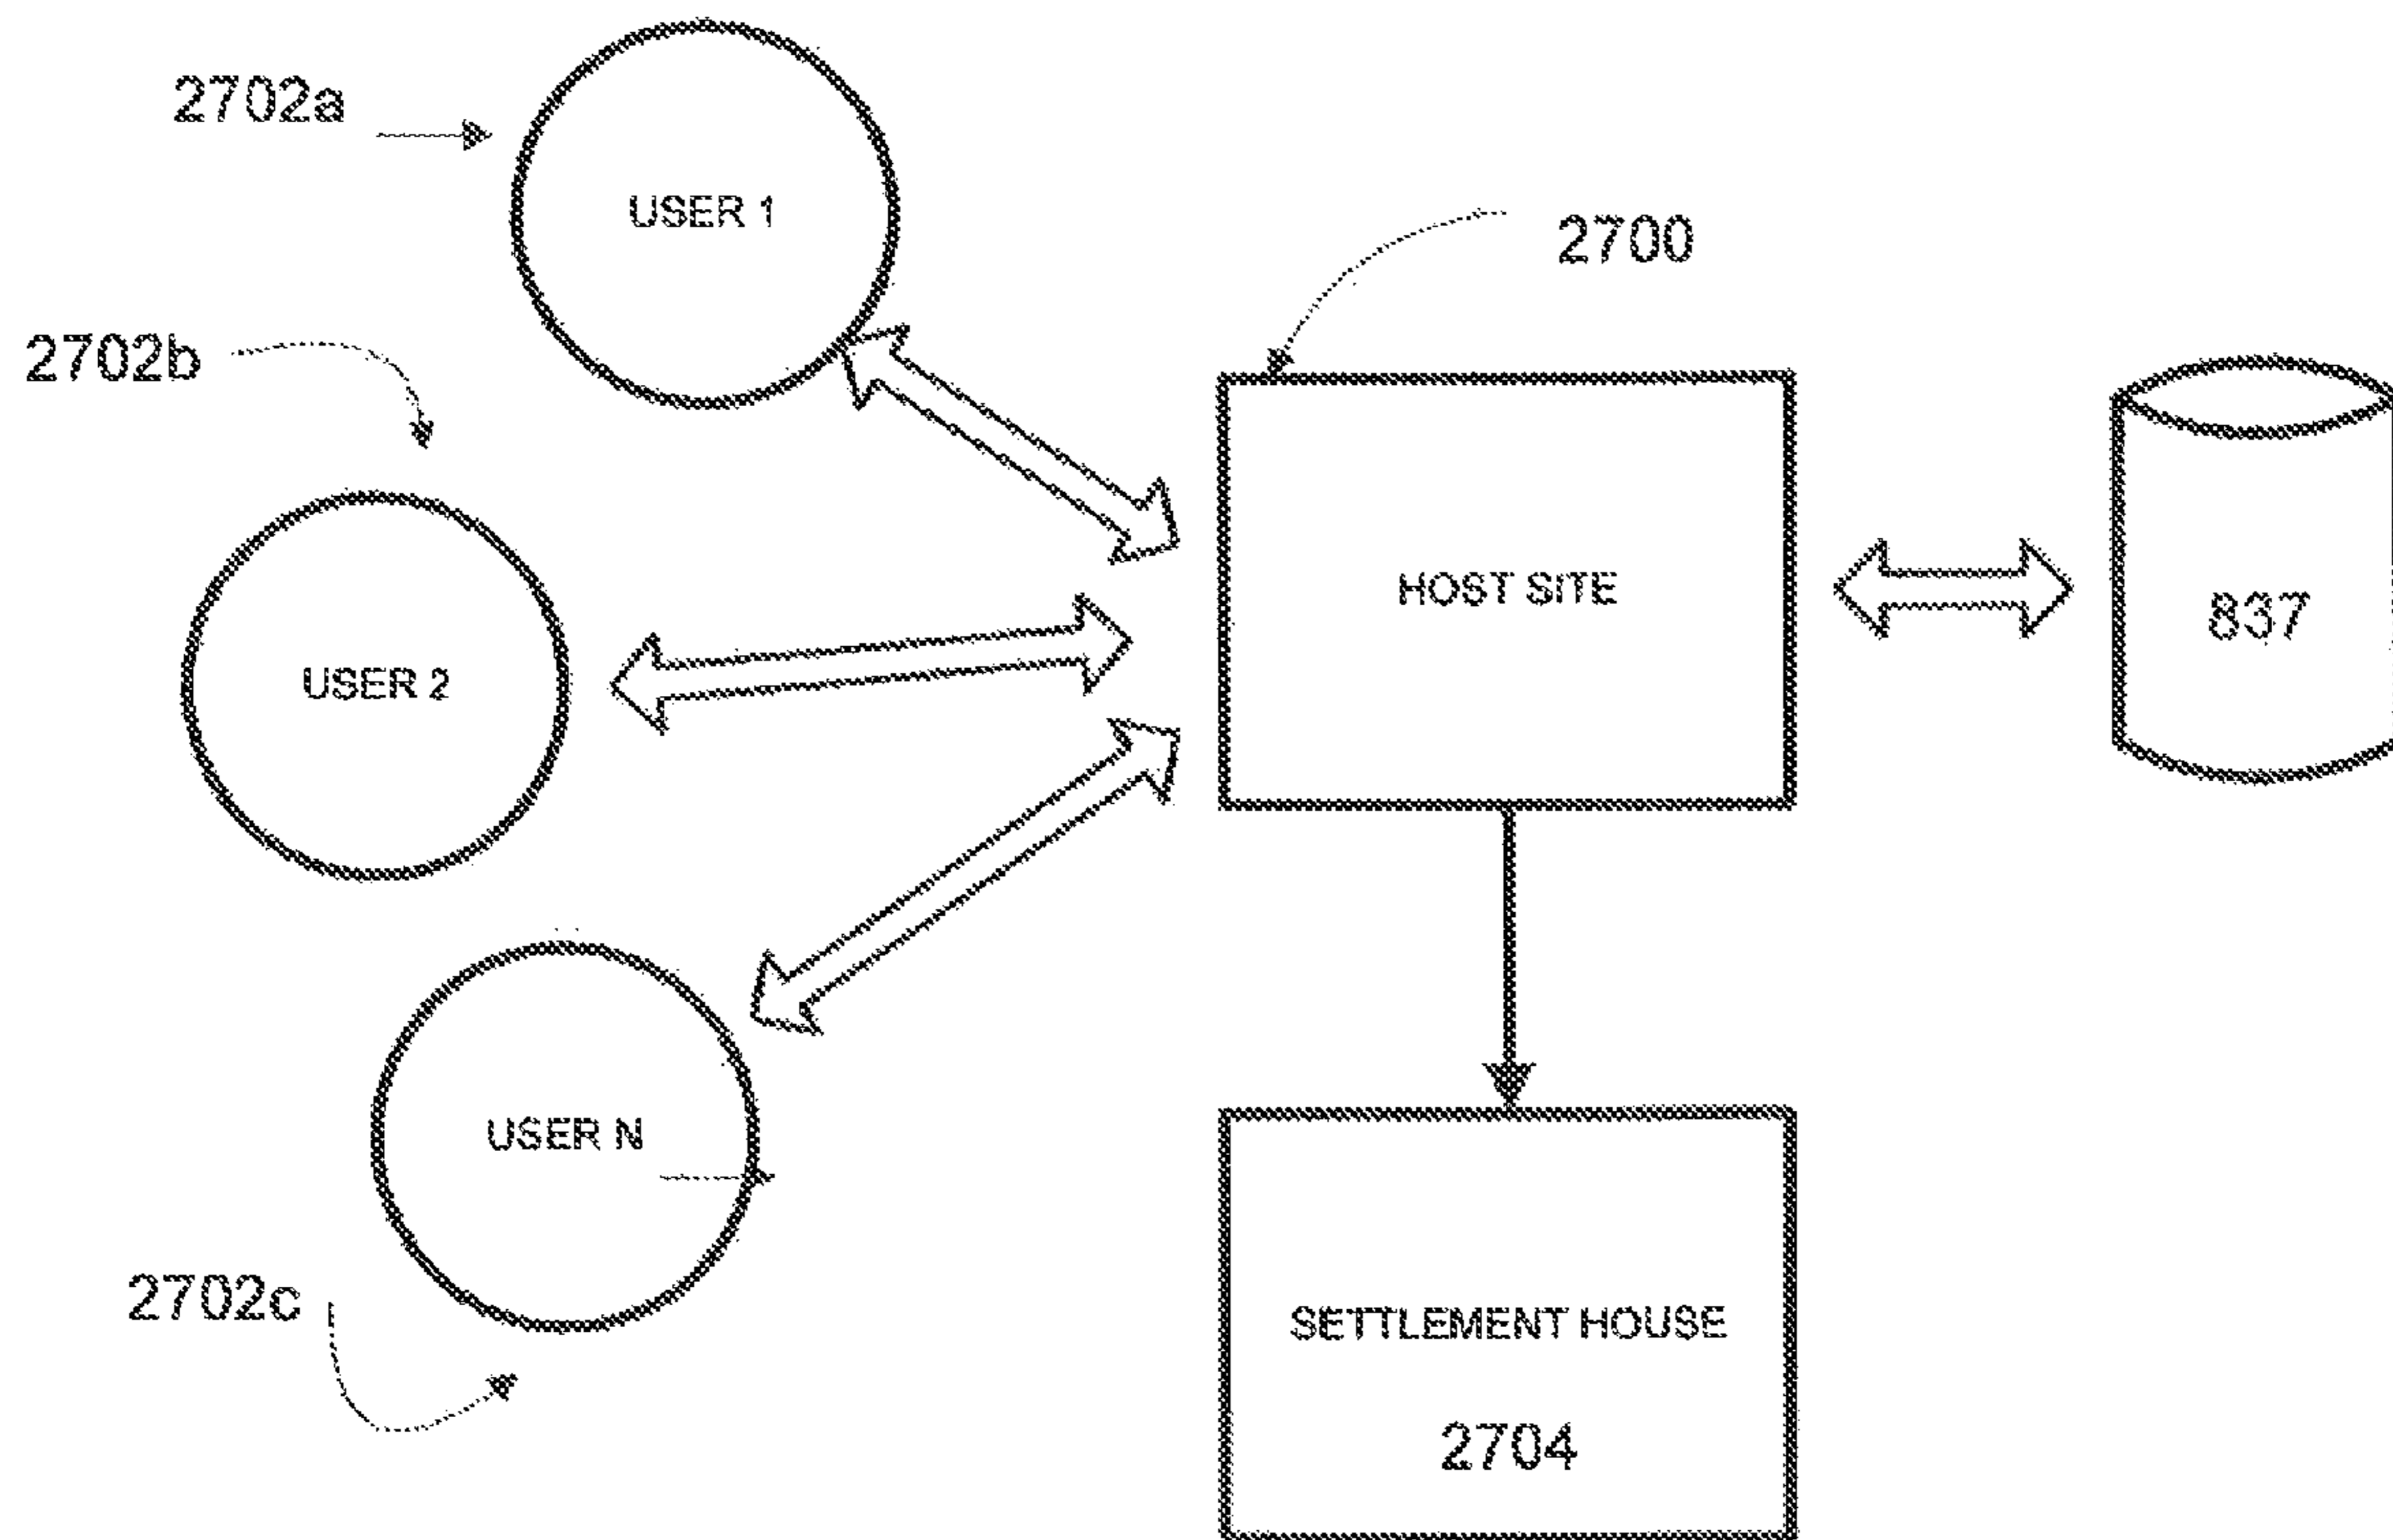 2702a
USER 1
2700
2702b
HOST SITE
837
USER 2
USER N
2702c
SETTLEMENT HOUSE
2704